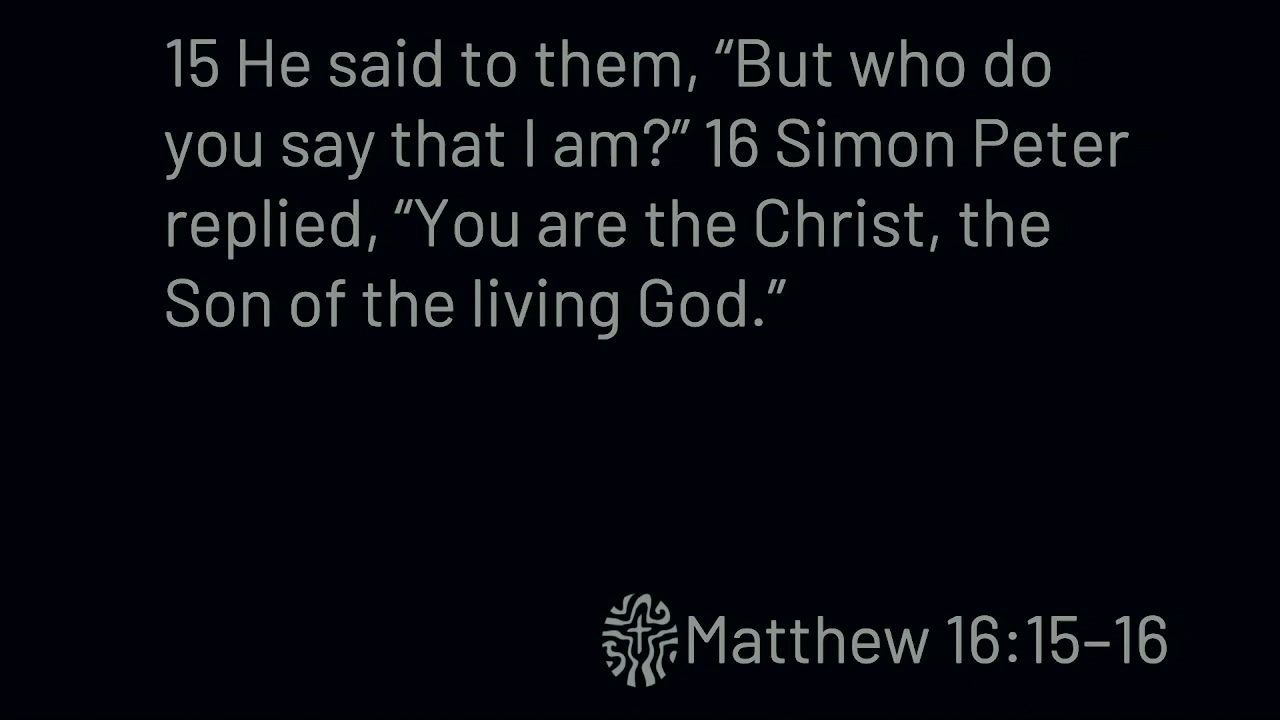 15 He said to them, “But who do
you say that I am?” 16 Simon Peter
replied, “You are the Christ, the
Son of the living God.”
Matthew 16:15–16